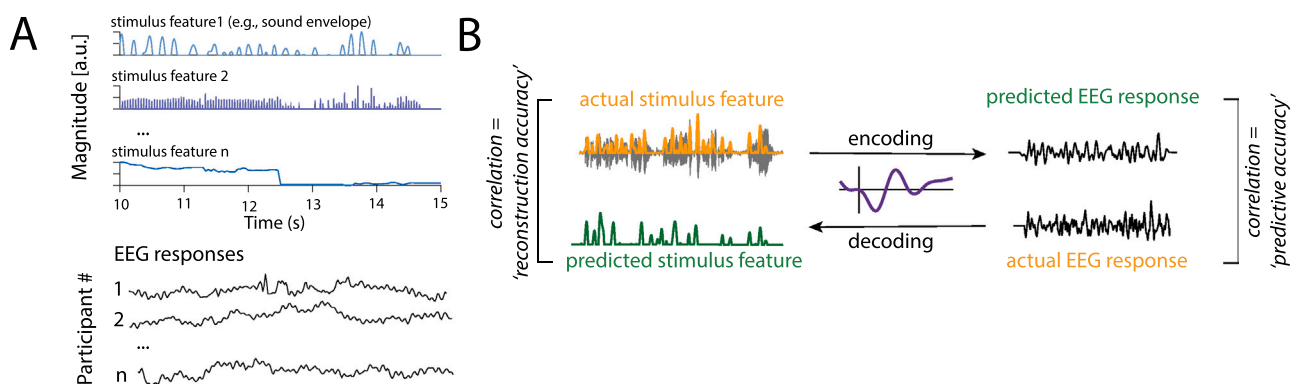 A
stimulus feature1 (e.g., sound envelope)
Magnitude [a.u.]
stimulus feature 2
...
stimulus feature n
10 11 12 13 14 15
Time (s)
EEG responses
Participant #
1
2
...
n
B
correlation =
‘reconstruction accuracy’
actual stimulus feature
predicted stimulus feature
encoding
decoding
predicted EEG response
actual EEG response
correlation =
‘predictive accuracy’